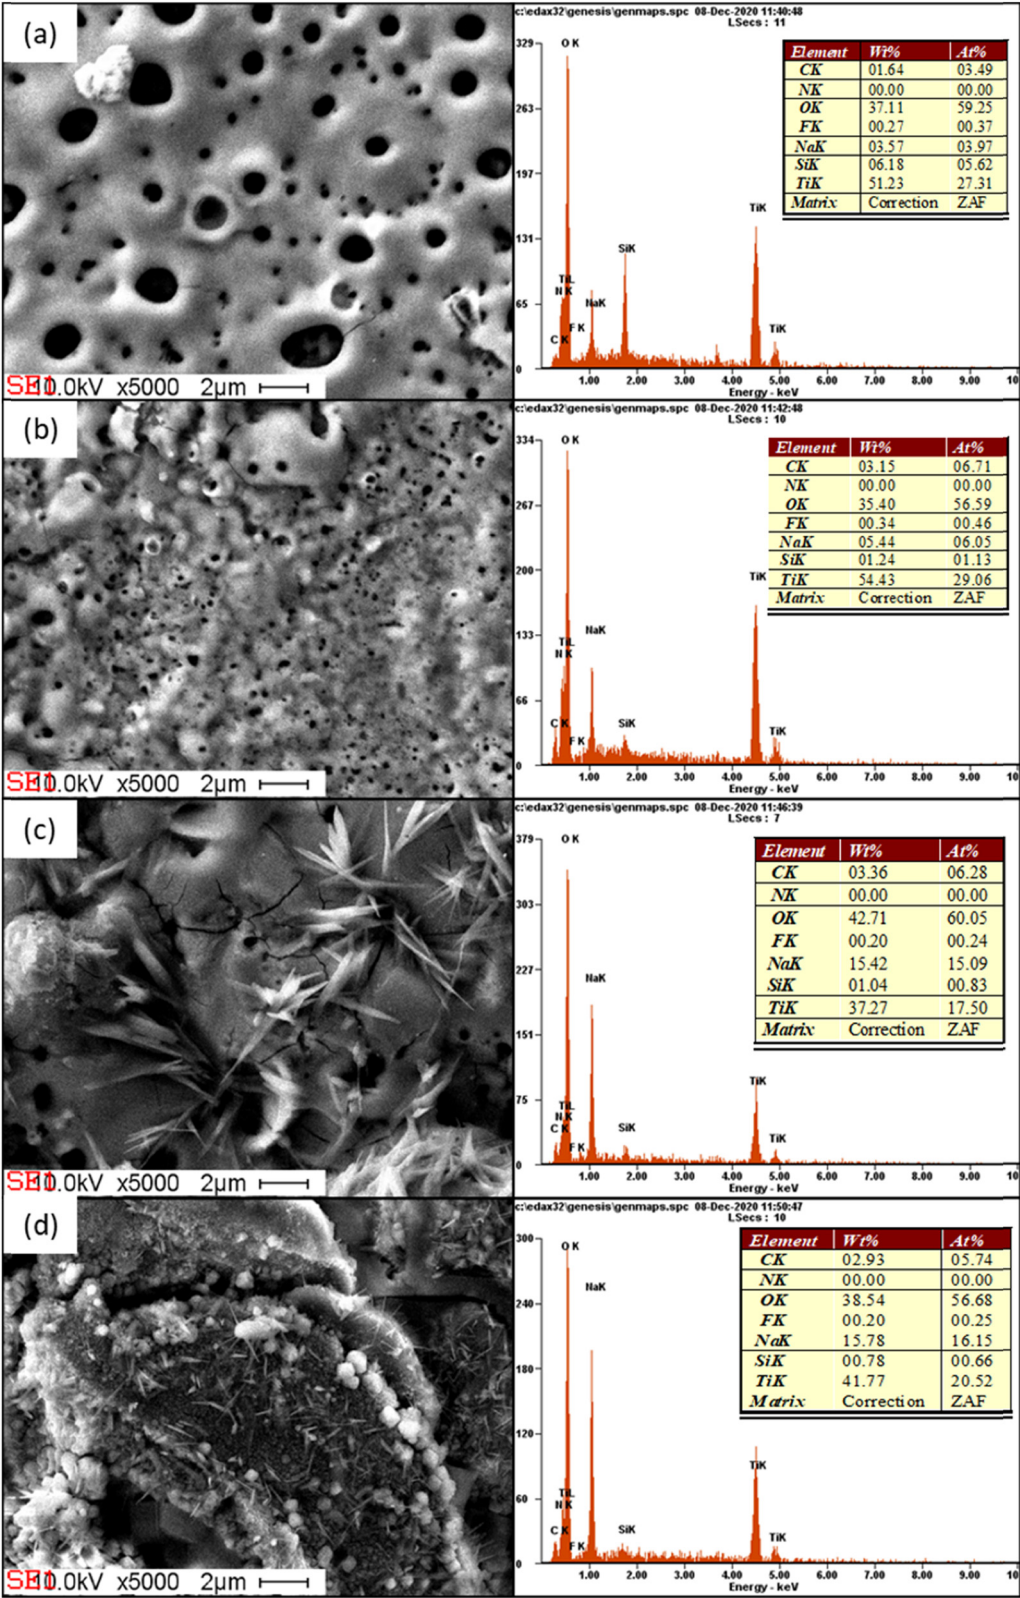 (a)
SE1 10.0kV x5000 2µm
c:\edax32\genesis\genmaps.spc 08-Dec-2020 11:40:48
LSecs : 11
329
263
197
131
65
0
O K
TiL
N K
C K
F K
NaK
SiK
TiK
TiK
1.00 2.00 3.00 4.00 5.00 6.00 7.00 8.00 9.00 10
Energy - keV
Element Wt% At%
CK 01.64 03.49
NK 00.00 00.00
OK 37.11 59.25
FK 00.27 00.37
NaK 03.57 03.97
SiK 06.18 05.62
TiK 51.23 27.31
Matrix Correction ZAF
(b)
SE1 10.0kV x5000 2µm
c:\edax32\genesis\genmaps.spc 08-Dec-2020 11:42:48
LSecs : 10
334
267
200
133
66
0
O K
TiL
N K
C K
F K
NaK
SiK
TiK
TiK
1.00 2.00 3.00 4.00 5.00 6.00 7.00 8.00 9.00 10
Energy - keV
Element Wt% At%
CK 03.15 06.71
NK 00.00 00.00
OK 35.40 56.59
FK 00.34 00.46
NaK 05.44 06.05
SiK 01.24 01.13
TiK 54.43 29.06
Matrix Correction ZAF
(c)
SE1 10.0kV x5000 2µm
c:\edax32\genesis\genmaps.spc 08-Dec-2020 11:46:39
LSecs : 7
379
303
227
151
75
0
O K
TiL
N K
C K
F K
NaK
SiK
TiK
TiK
1.00 2.00 3.00 4.00 5.00 6.00 7.00 8.00 9.00 10
Energy - keV
Element Wt% At%
CK 03.36 06.28
NK 00.00 00.00
OK 42.71 60.05
FK 00.20 00.24
NaK 15.42 15.09
SiK 01.04 00.83
TiK 37.27 17.50
Matrix Correction ZAF
(d)
SE1 10.0kV x5000 2µm
c:\edax32\genesis\genmaps.spc 08-Dec-2020 11:50:47
LSecs : 10
300
240
180
120
60
0
O K
TiL
N K
C K
F K
NaK
SiK
TiK
TiK
1.00 2.00 3.00 4.00 5.00 6.00 7.00 8.00 9.00 10
Energy - keV
Element Wt% At%
CK 02.93 05.74
NK 00.00 00.00
OK 38.54 56.68
FK 00.20 00.25
NaK 15.78 16.15
SiK 00.78 00.66
TiK 41.77 20.52
Matrix Correction ZAF